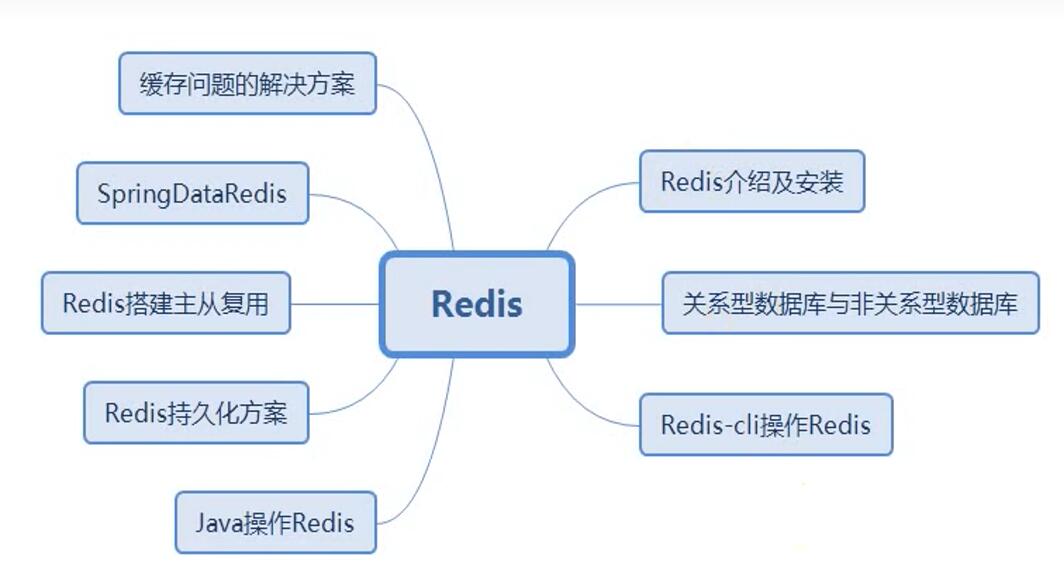 缓存问题的解决方案
SpringDataRedis
Redis介绍及安装
Redis搭建主从复用
Redis
关系型数据库与非关系型数据库
Redis持久化方案
Redis-cli操作Redis
Java操作Redis